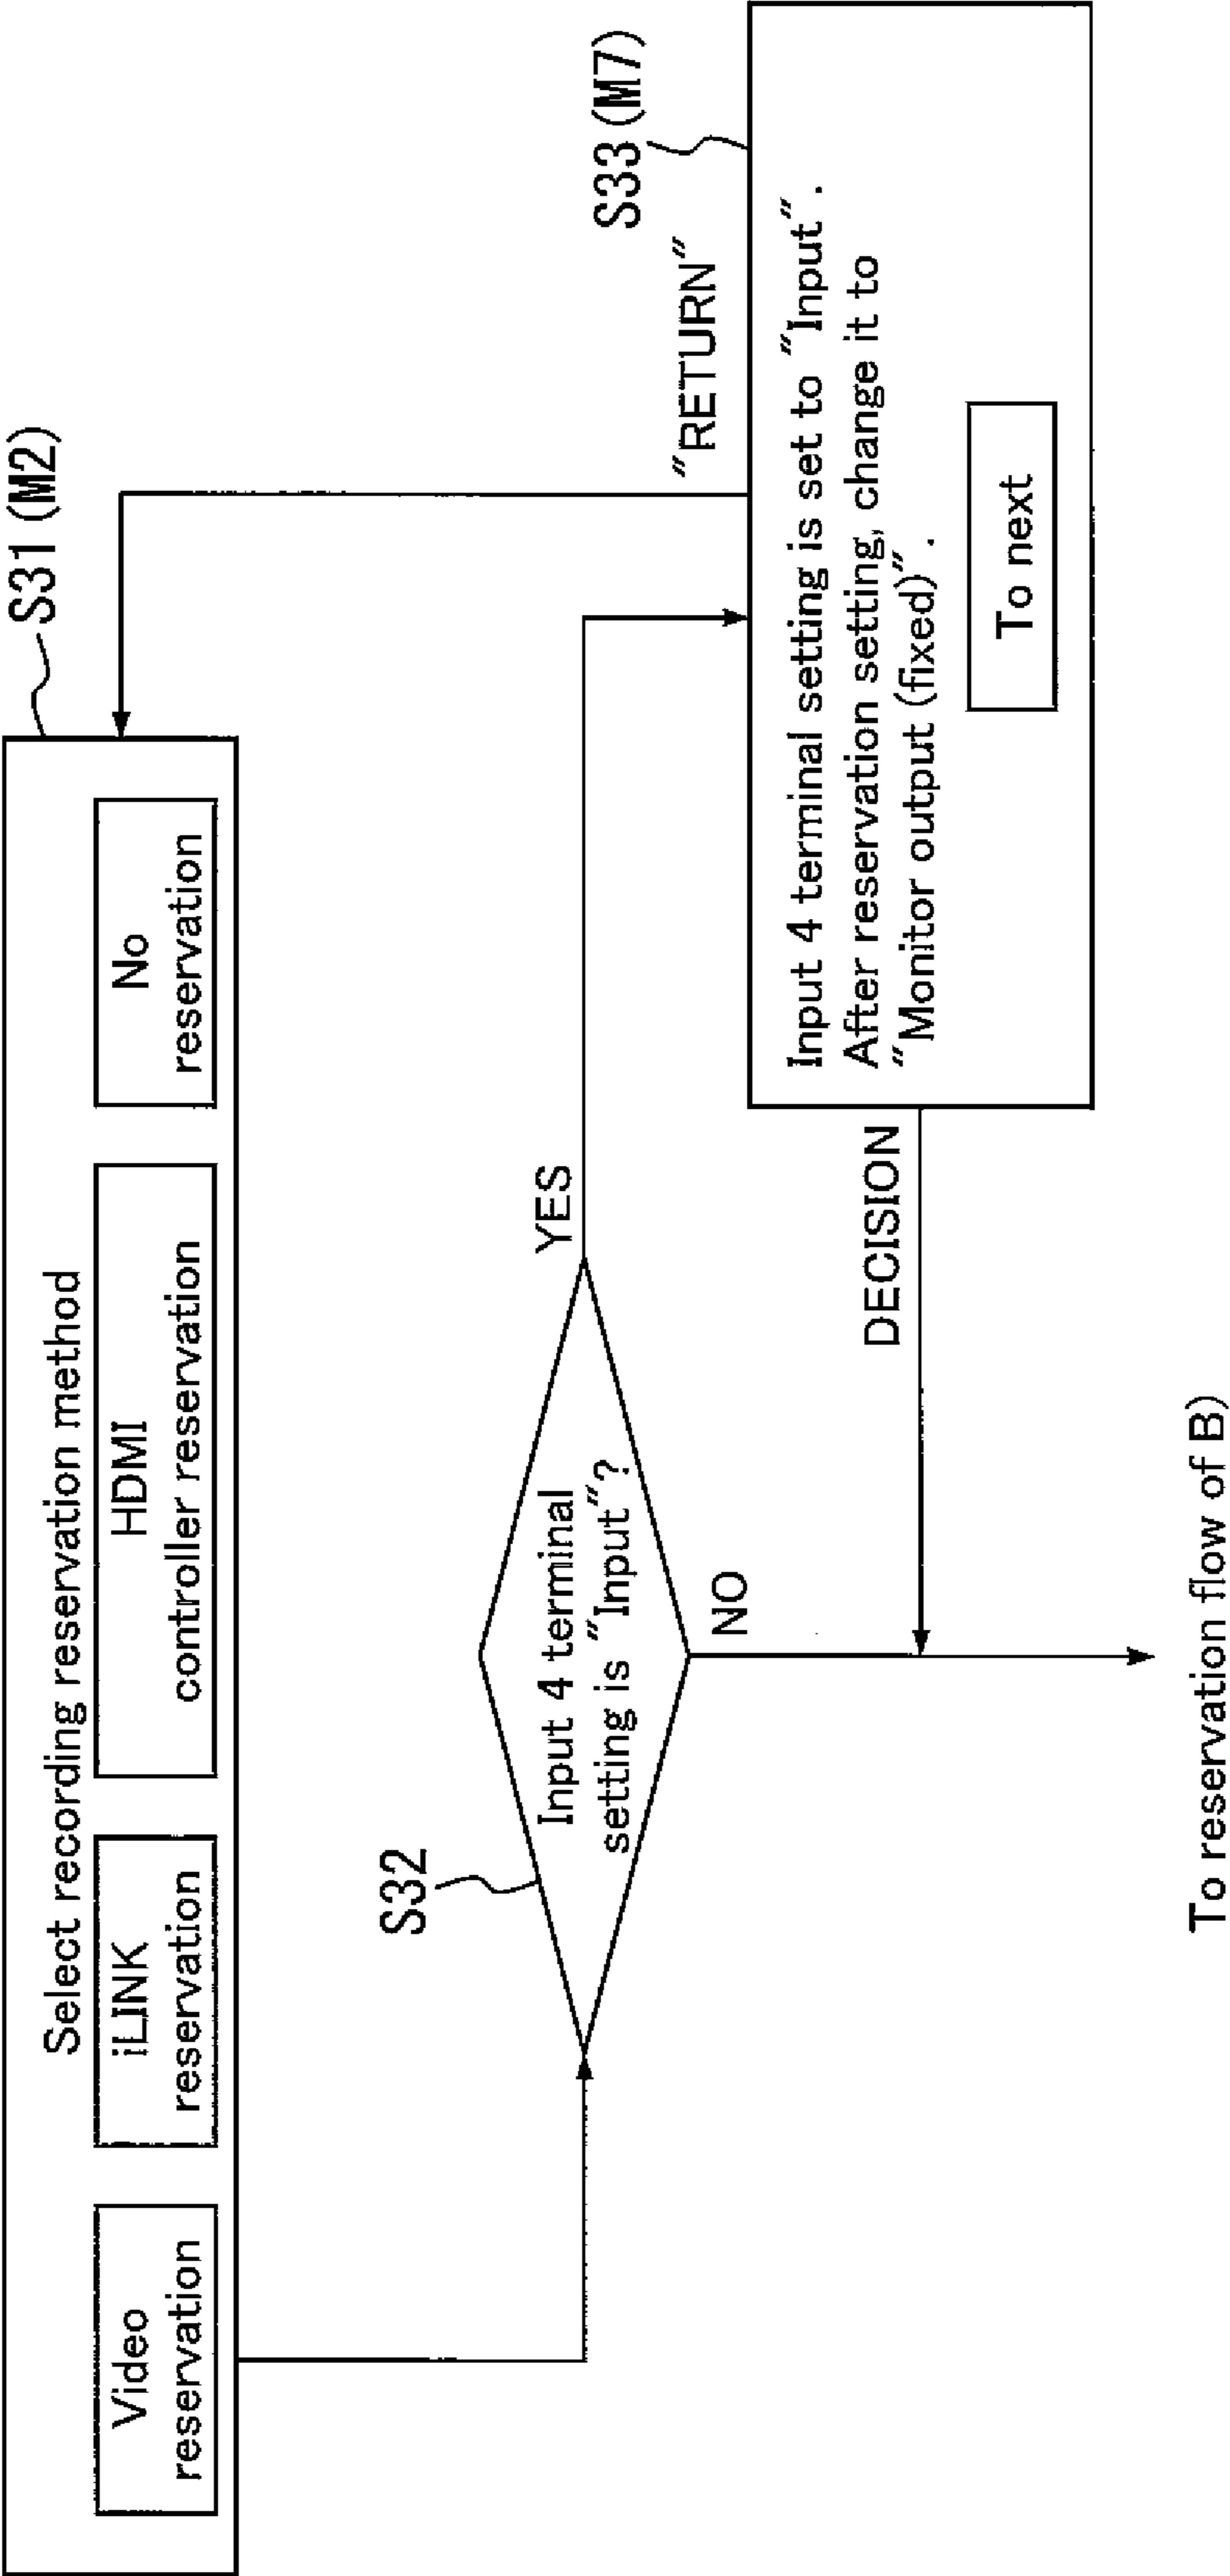 S31 (M2)
Select recording reservation method
Video
reservation
iLINK
reservation
HDMI
controller reservation
No
reservation
S32
Input 4 terminal
setting is "Input"?
YES
NO
"RETURN"
S33 (M7)
Input 4 terminal setting is set to "Input".
After reservation setting, change it to
"Monitor output (fixed)".
To next
DECISION
To reservation flow of B)